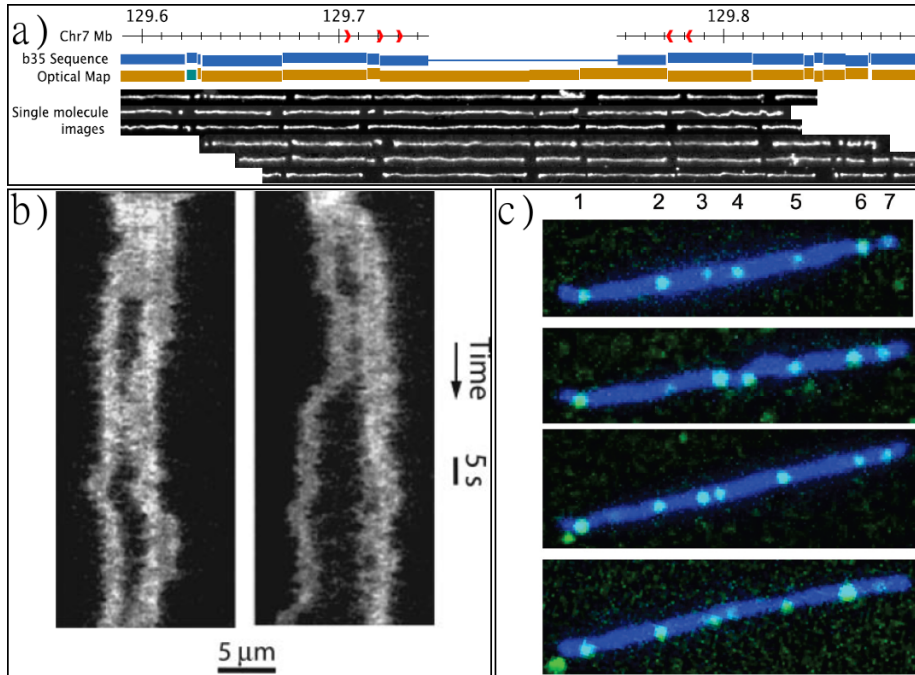 a)
129.6 129.7 129.8
Chr7 Mb
b35 Sequence
Optical Map
Single molecule
images
b)
Time
5 s
5 μm
c)
1 2 3 4 5 6 7